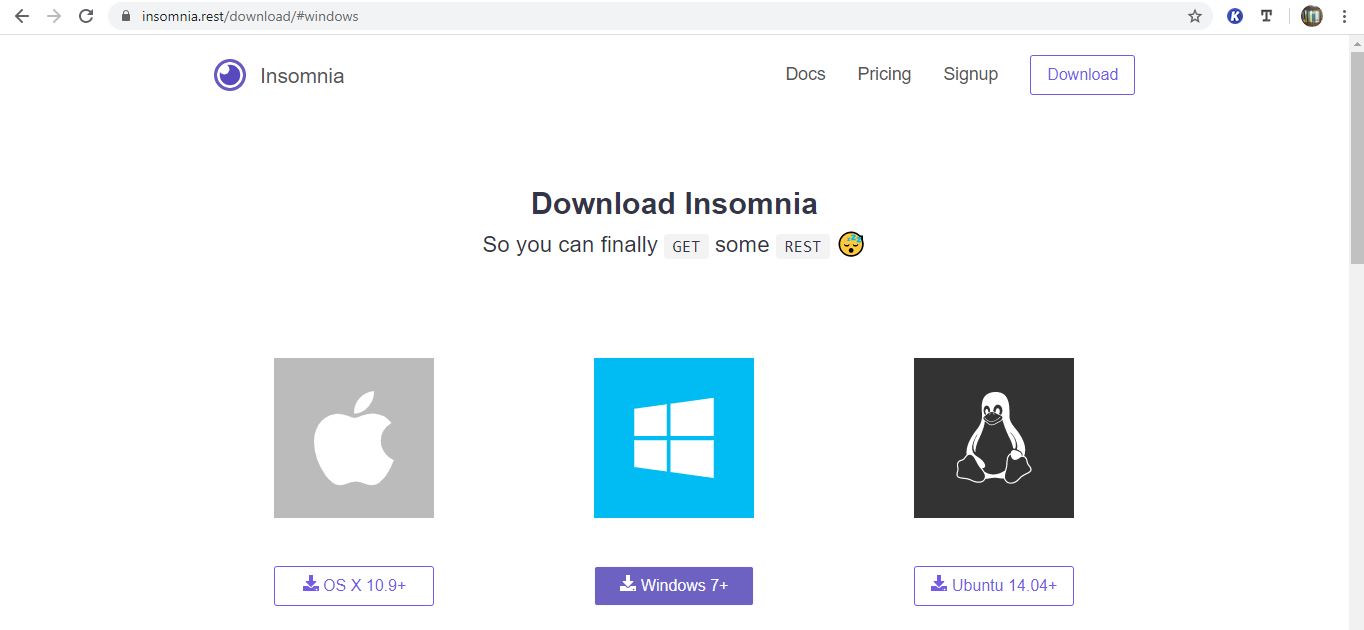 insomnia.rest/download/#windows
Insomnia
Docs Pricing Signup Download
Download Insomnia
So you can finally GET some REST 😴
OS X 10.9+ Windows 7+ Ubuntu 14.04+